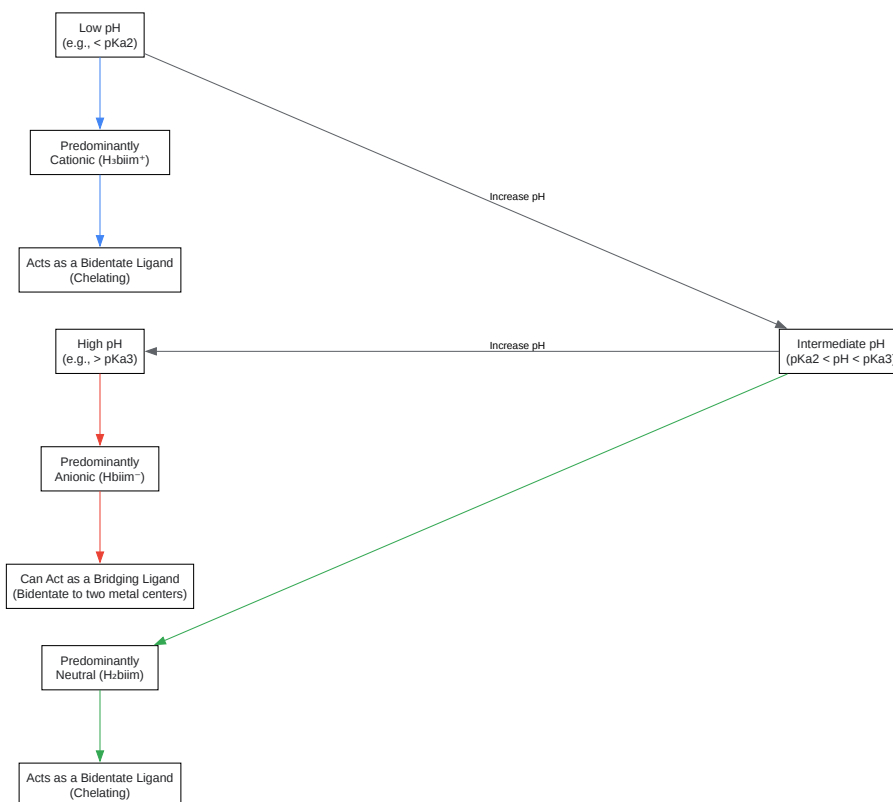 Low pH
(e.g., < pKa2)
Predominantly
Cationic (H₃biim⁺)
Increase pH
Acts as a Bidentate Ligand
(Chelating)
High pH
(e.g., > pKa3)
Increase pH
Intermediate pH
(pKa2 < pH < pKa3)
Predominantly
Anionic (Hbiim⁻)
Can Act as a Bridging Ligand
(Bidentate to two metal centers)
Predominantly
Neutral (H₂biim)
Acts as a Bidentate Ligand
(Chelating)